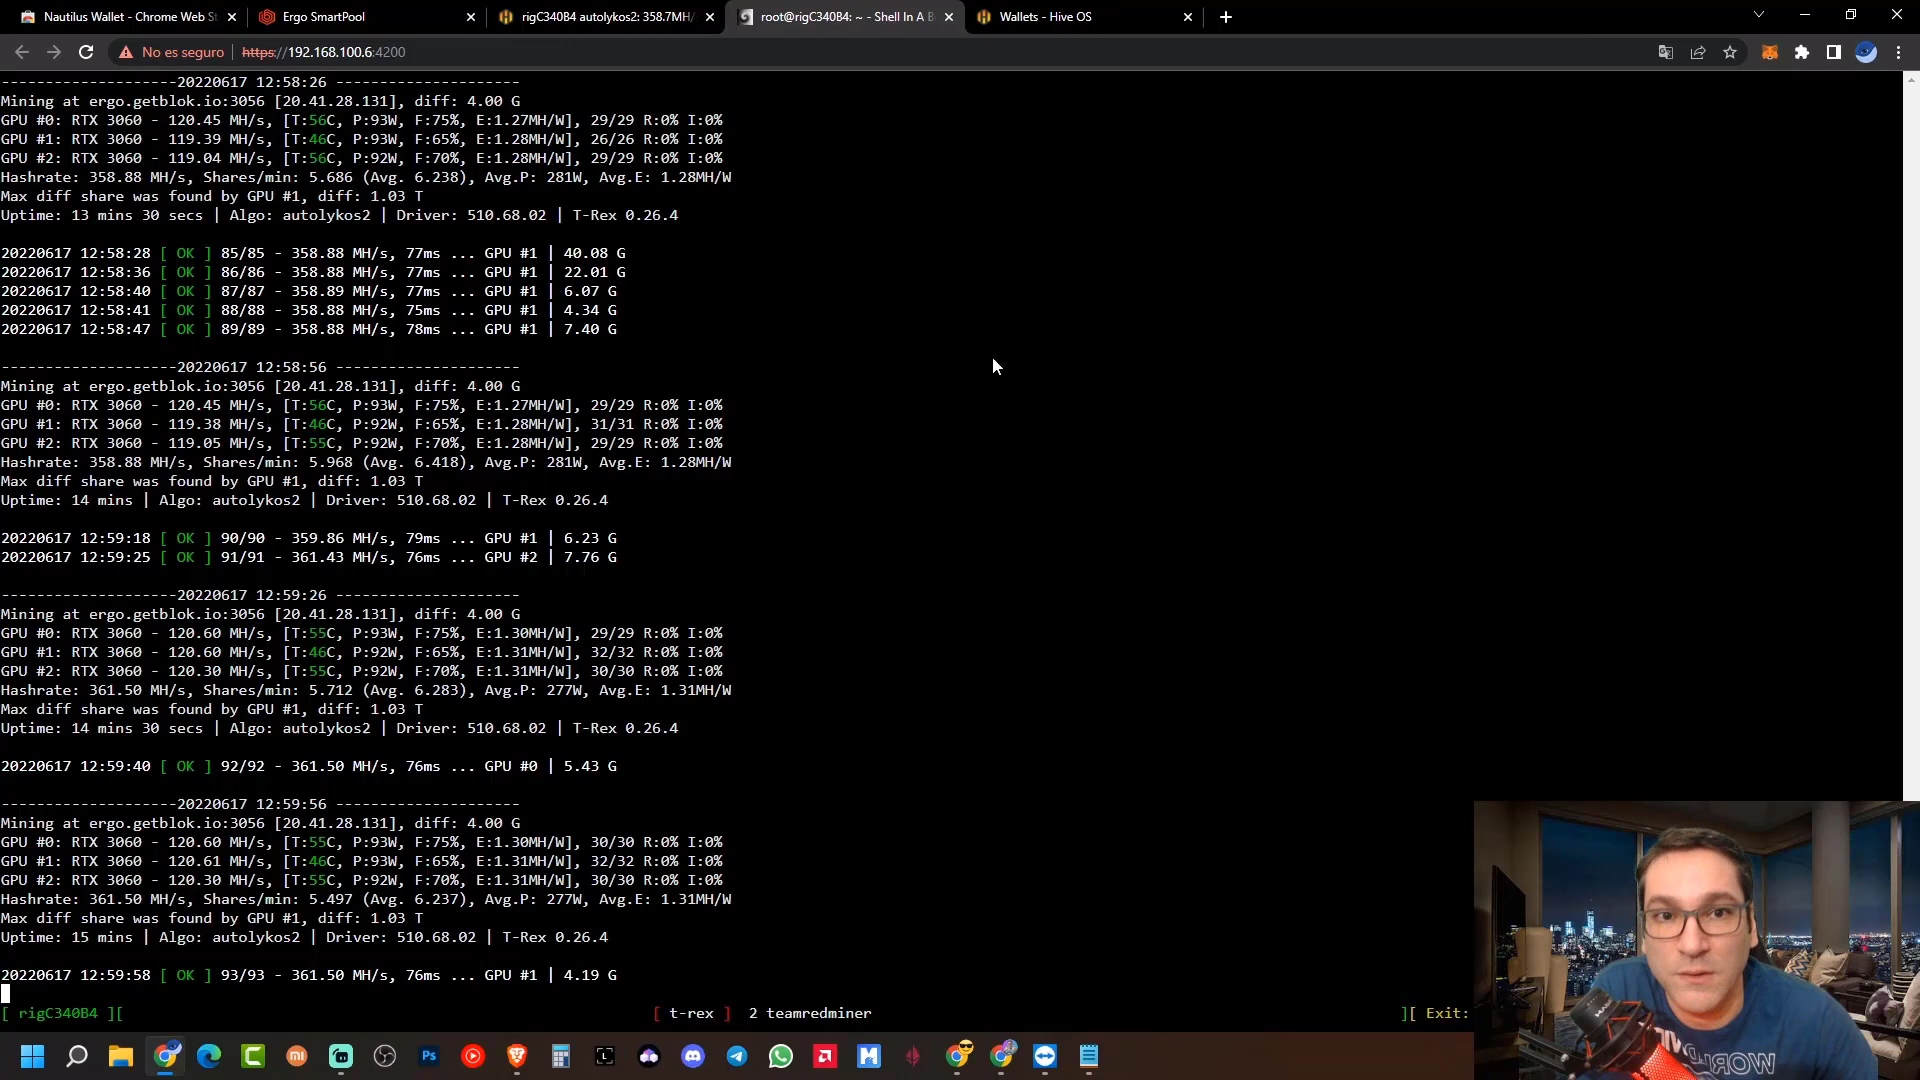 Nautilus Wallet - Chrome Web St
Ergo SmartPool
rigC340B4 autolykos2: 358.7MH/
root@rigC340B4: ~ - Shell In A B
Wallets - Hive OS
No es seguro
https://192.168.100.6:4200
--------------------20220617 12:58:26 ---------------------
Mining at ergo.getblok.io:3056 [20.41.28.131], diff: 4.00 G
GPU #0: RTX 3060 - 120.45 MH/s, [T:56C, P:93W, F:75%, E:1.27MH/W], 29/29 R:0% I:0%
GPU #1: RTX 3060 - 119.39 MH/s, [T:46C, P:93W, F:65%, E:1.28MH/W], 26/26 R:0% I:0%
GPU #2: RTX 3060 - 119.04 MH/s, [T:56C, P:92W, F:70%, E:1.28MH/W], 29/29 R:0% I:0%
Hashrate: 358.88 MH/s, Shares/min: 5.686 (Avg. 6.238), Avg.P: 281W, Avg.E: 1.28MH/W
Max diff share was found by GPU #1, diff: 1.03 T
Uptime: 13 mins 30 secs | Algo: autolykos2 | Driver: 510.68.02 | T-Rex 0.26.4
20220617 12:58:28 [ OK ] 85/85 - 358.88 MH/s, 77ms ... GPU #1 | 40.08 G
20220617 12:58:36 [ OK ] 86/86 - 358.88 MH/s, 77ms ... GPU #1 | 22.01 G
20220617 12:58:40 [ OK ] 87/87 - 358.89 MH/s, 77ms ... GPU #1 | 6.07 G
20220617 12:58:41 [ OK ] 88/88 - 358.88 MH/s, 75ms ... GPU #1 | 4.34 G
20220617 12:58:47 [ OK ] 89/89 - 358.88 MH/s, 78ms ... GPU #1 | 7.40 G
--------------------20220617 12:58:56 ---------------------
Mining at ergo.getblok.io:3056 [20.41.28.131], diff: 4.00 G
GPU #0: RTX 3060 - 120.45 MH/s, [T:56C, P:93W, F:75%, E:1.27MH/W], 29/29 R:0% I:0%
GPU #1: RTX 3060 - 119.38 MH/s, [T:46C, P:92W, F:65%, E:1.28MH/W], 31/31 R:0% I:0%
GPU #2: RTX 3060 - 119.05 MH/s, [T:55C, P:92W, F:70%, E:1.28MH/W], 29/29 R:0% I:0%
Hashrate: 358.88 MH/s, Shares/min: 5.968 (Avg. 6.418), Avg.P: 281W, Avg.E: 1.28MH/W
Max diff share was found by GPU #1, diff: 1.03 T
Uptime: 14 mins | Algo: autolykos2 | Driver: 510.68.02 | T-Rex 0.26.4
20220617 12:59:18 [ OK ] 90/90 - 359.86 MH/s, 79ms ... GPU #1 | 6.23 G
20220617 12:59:25 [ OK ] 91/91 - 361.43 MH/s, 76ms ... GPU #2 | 7.76 G
--------------------20220617 12:59:26 ---------------------
Mining at ergo.getblok.io:3056 [20.41.28.131], diff: 4.00 G
GPU #0: RTX 3060 - 120.60 MH/s, [T:55C, P:93W, F:75%, E:1.30MH/W], 29/29 R:0% I:0%
GPU #1: RTX 3060 - 120.60 MH/s, [T:46C, P:92W, F:65%, E:1.31MH/W], 32/32 R:0% I:0%
GPU #2: RTX 3060 - 120.30 MH/s, [T:55C, P:92W, F:70%, E:1.31MH/W], 30/30 R:0% I:0%
Hashrate: 361.50 MH/s, Shares/min: 5.712 (Avg. 6.283), Avg.P: 277W, Avg.E: 1.31MH/W
Max diff share was found by GPU #1, diff: 1.03 T
Uptime: 14 mins 30 secs | Algo: autolykos2 | Driver: 510.68.02 | T-Rex 0.26.4
20220617 12:59:40 [ OK ] 92/92 - 361.50 MH/s, 76ms ... GPU #0 | 5.43 G
--------------------20220617 12:59:56 ---------------------
Mining at ergo.getblok.io:3056 [20.41.28.131], diff: 4.00 G
GPU #0: RTX 3060 - 120.60 MH/s, [T:55C, P:93W, F:75%, E:1.30MH/W], 30/30 R:0% I:0%
GPU #1: RTX 3060 - 120.61 MH/s, [T:46C, P:93W, F:65%, E:1.31MH/W], 32/32 R:0% I:0%
GPU #2: RTX 3060 - 120.30 MH/s, [T:55C, P:92W, F:70%, E:1.31MH/W], 30/30 R:0% I:0%
Hashrate: 361.50 MH/s, Shares/min: 5.497 (Avg. 6.237), Avg.P: 277W, Avg.E: 1.31MH/W
Max diff share was found by GPU #1, diff: 1.03 T
Uptime: 15 mins | Algo: autolykos2 | Driver: 510.68.02 | T-Rex 0.26.4
20220617 12:59:58 [ OK ] 93/93 - 361.50 MH/s, 76ms ... GPU #1 | 4.19 G
[ rigC340B4 ][ [ t-rex ] 2 teamredminer ][ Exit:
WORLD